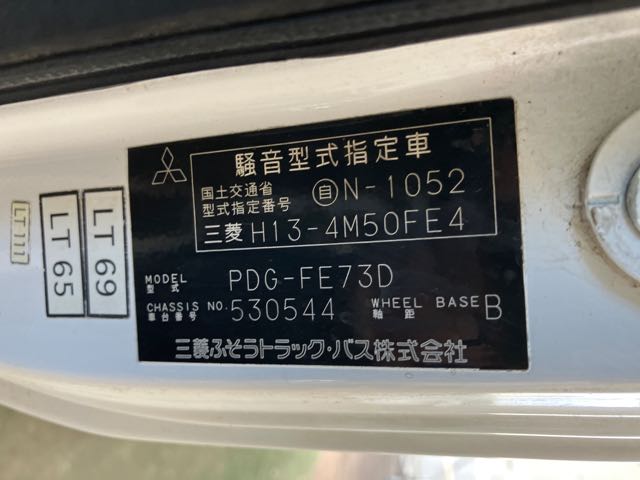 騒音型式指定車
国土交通省
型式指定番号
自N-1052
三菱 H13-4M50FE4
MODEL
型式
PDG-FE73D
CHASSIS NO.
車台番号
530544
WHEEL BASE
軸距
B
三菱ふそうトラック・バス株式会社
LT111
LT 65
LT 69